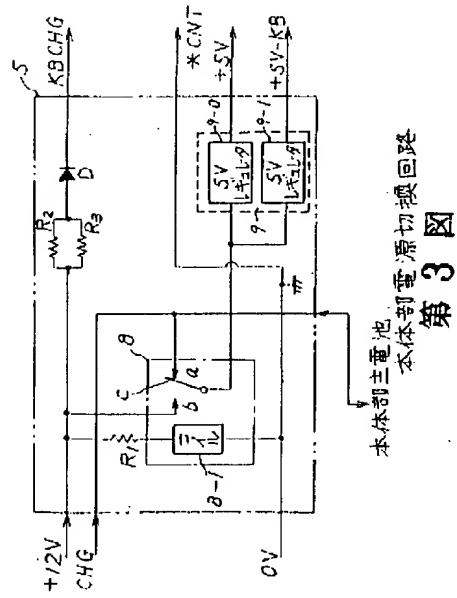 +12V
CHG
0V
R1
コイル
8-1
b
a
c
8
5
R2
R3
D
KBCHG
*CNT
+5V
+5V-KB
9-0
5V
レギュレータ
9-1
5V
レギュレータ
9
本体部主電池
本体部電源切換回路
第3図